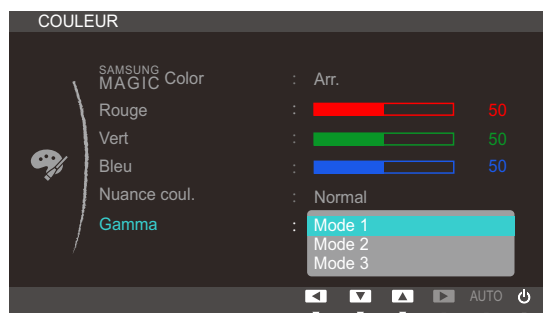 COULEUR
SAMSUNG MAGIC Color : Arr.
Rouge : 50
Vert : 50
Bleu : 50
Nuance coul. : Normal
Gamma : Mode 1
Mode 2
Mode 3
AUTO